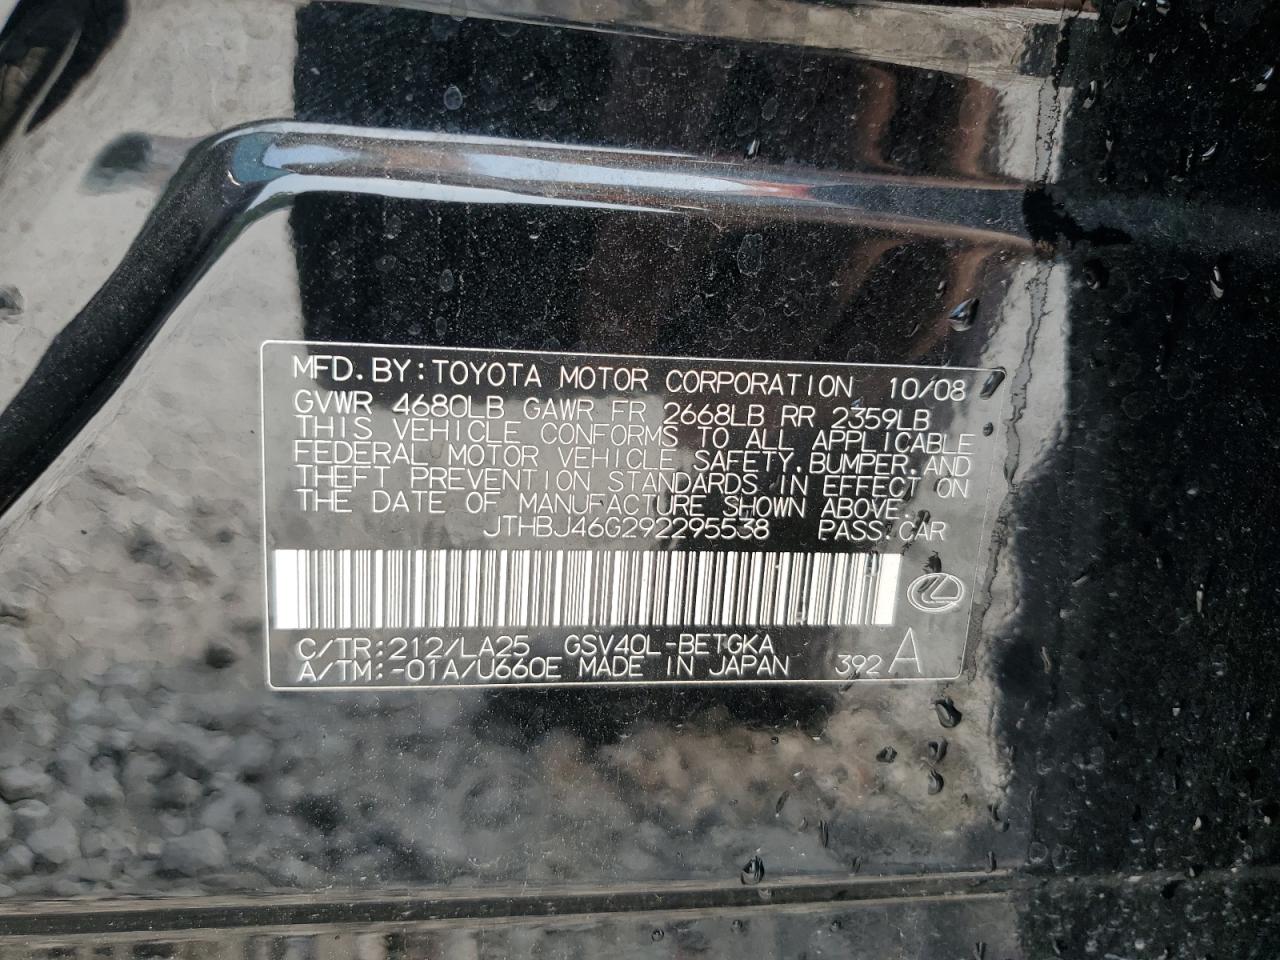 MFD.BY:TOYOTA MOTOR CORPORATION 10/08
GVWR 4680LB GAWR FR 2668LB RR 2359LB
THIS VEHICLE CONFORMS TO ALL APPLICABLE
FEDERAL MOTOR VEHICLE SAFETY,BUMPER,AND
THEFT PREVENTION STANDARDS IN EFFECT ON
THE DATE OF MANUFACTURE SHOWN ABOVE.
JTHBJ46G292295538 PASS.CAR
C/TR:212/LA25 GSV40L-BETGKA
A/TM:-01A/U660E MADE IN JAPAN 392 A